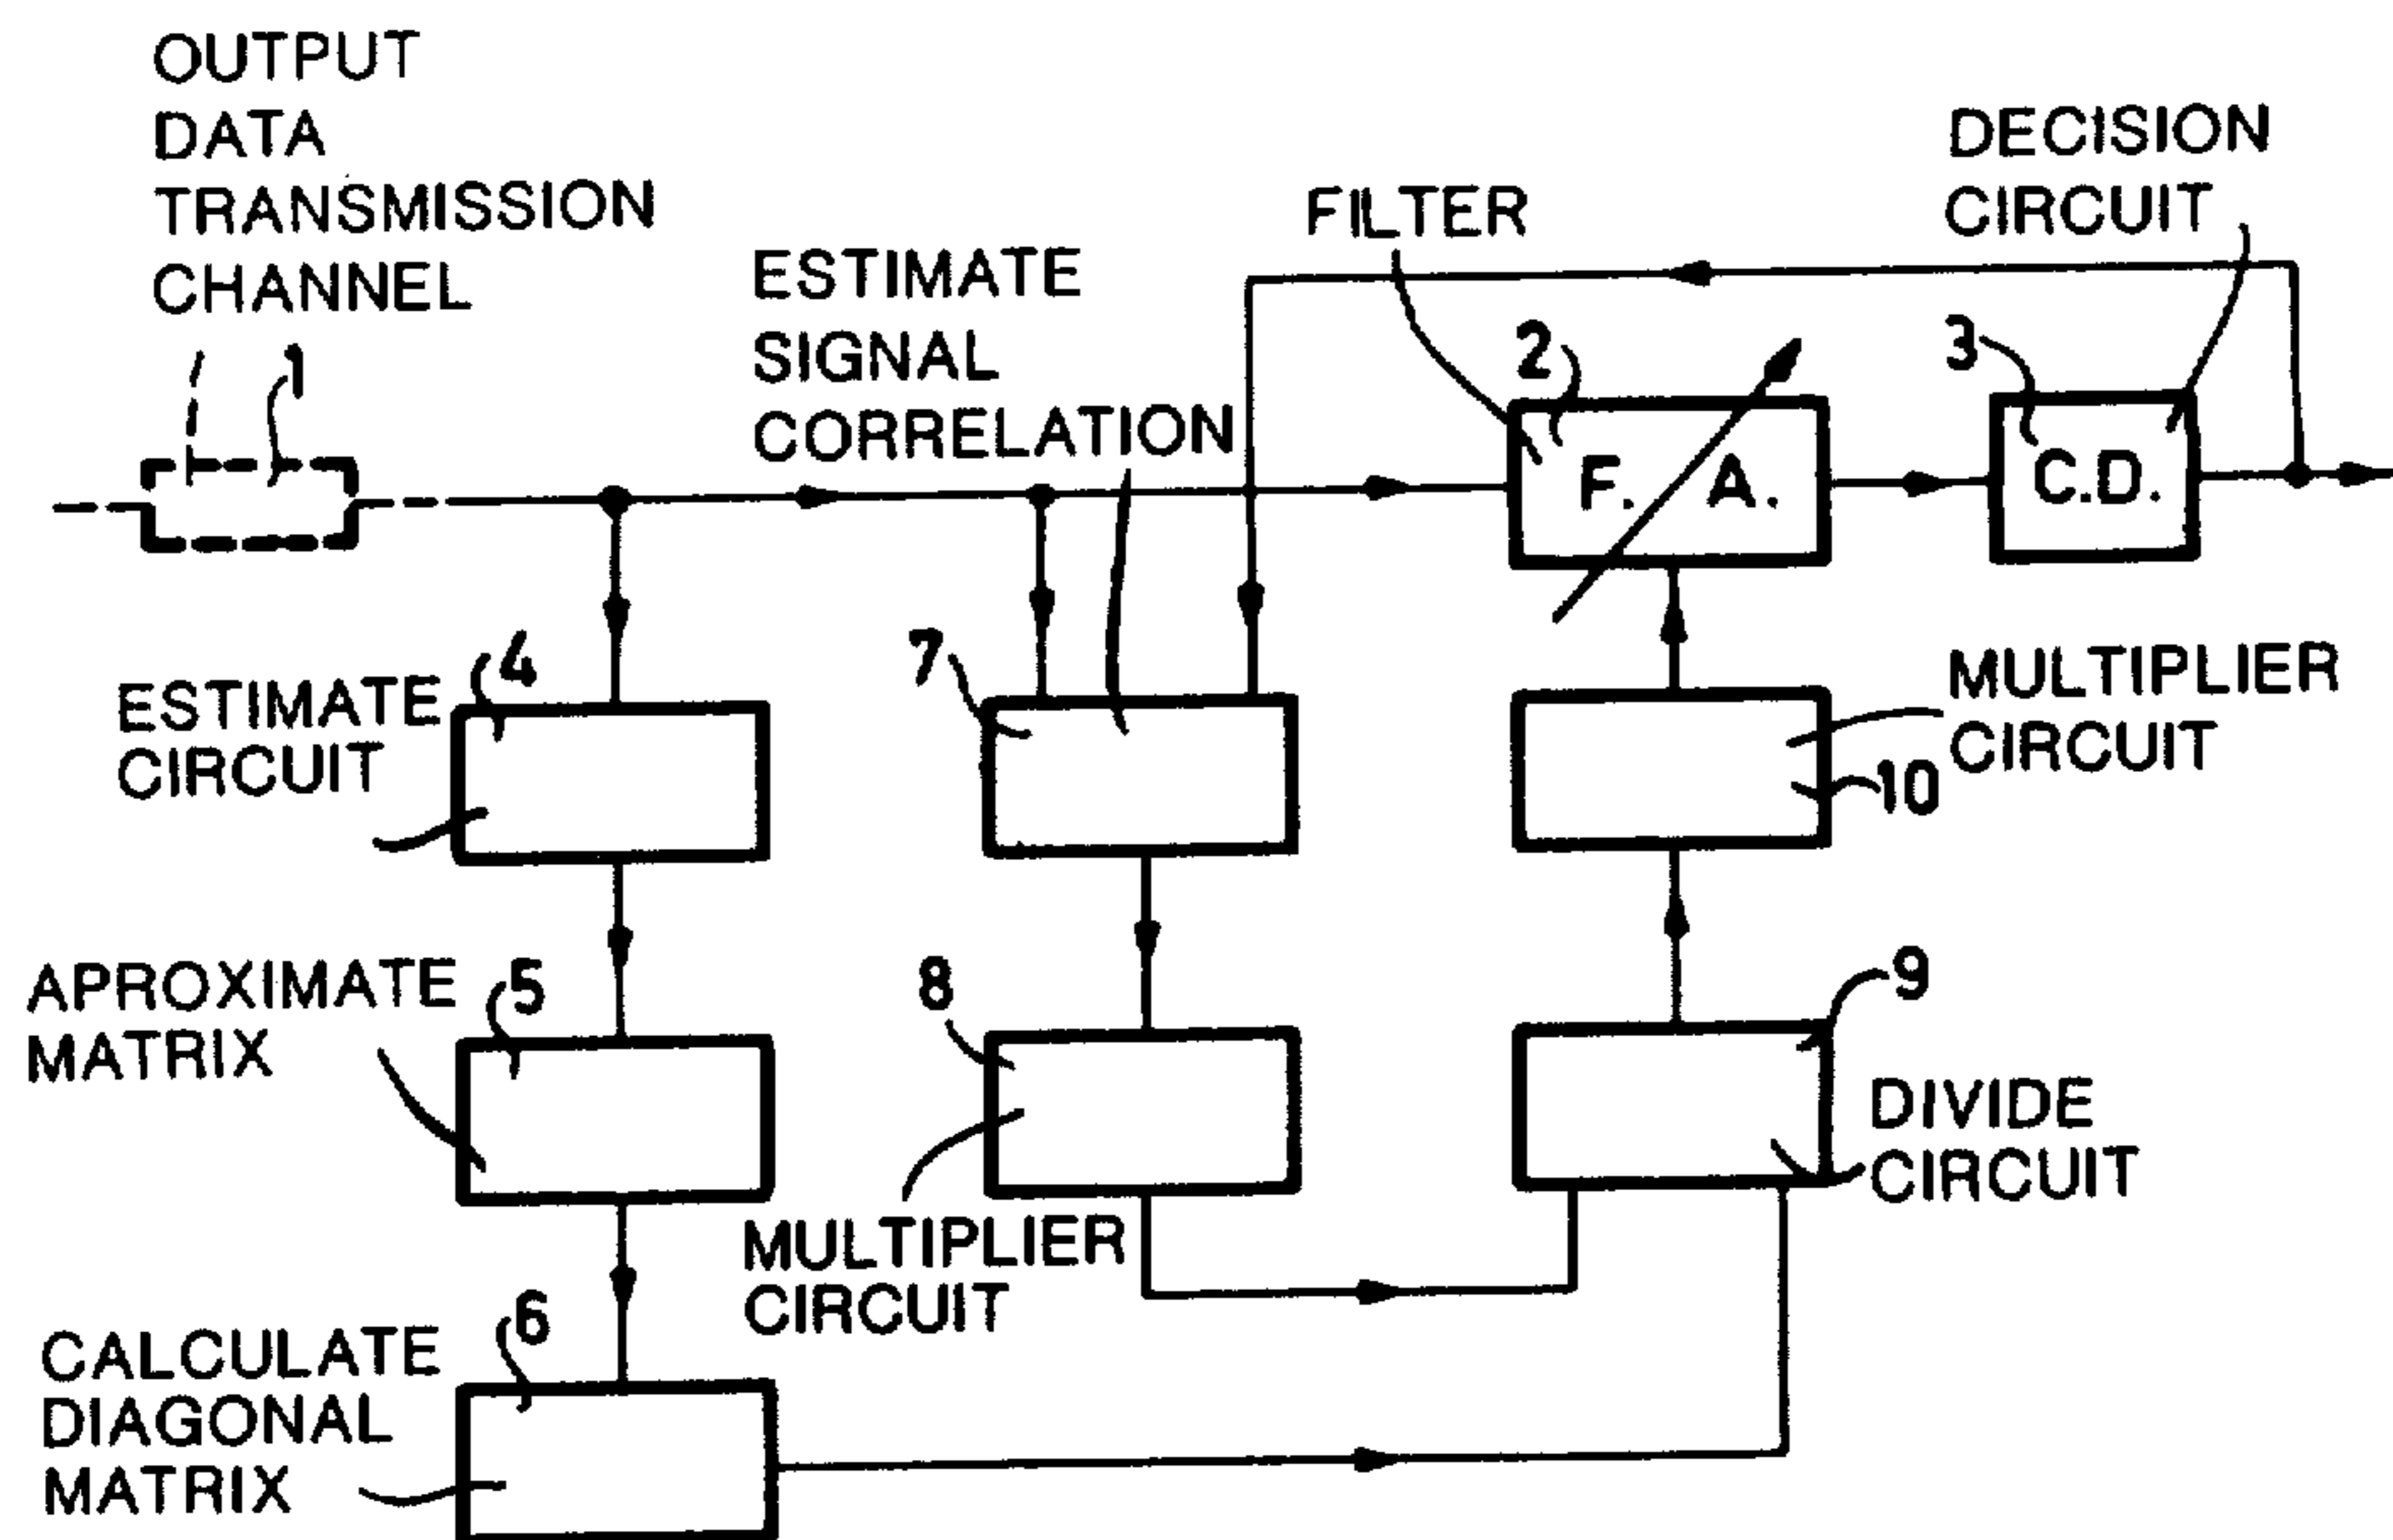 OUTPUT
DATA
TRANSMISSION
CHANNEL
1
ESTIMATE
SIGNAL
CORRELATION
FILTER
2
F. A.
DECISION
CIRCUIT
3
C.D.
ESTIMATE
CIRCUIT
4
7
MULTIPLIER
CIRCUIT
10
APROXIMATE
MATRIX
5
8
MULTIPLIER
CIRCUIT
9
DIVIDE
CIRCUIT
CALCULATE
DIAGONAL
MATRIX
6